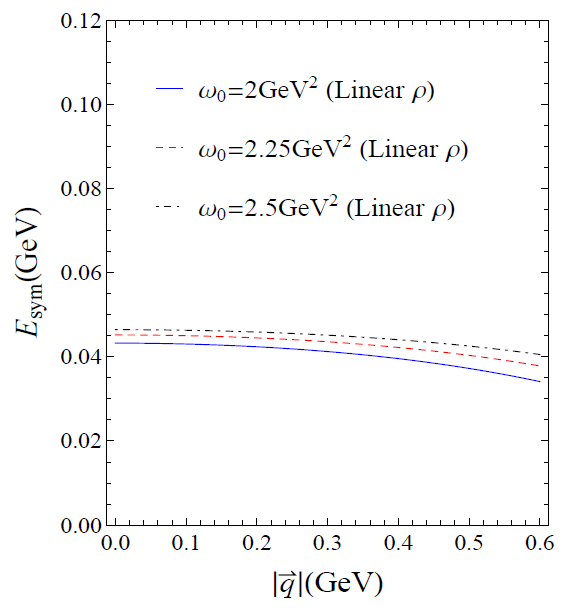 0.12
0.10
0.08
0.06
0.04
0.02
0.00
E_sym(GeV)
ω₀=2GeV² (Linear ρ)
ω₀=2.25GeV² (Linear ρ)
ω₀=2.5GeV² (Linear ρ)
0.0 0.1 0.2 0.3 0.4 0.5 0.6
|q⃗|(GeV)